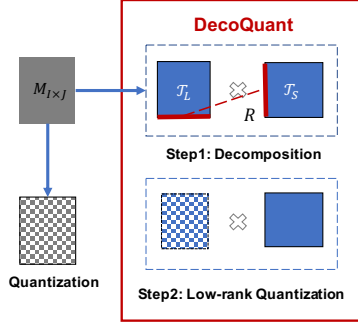 DecoQuant
M_{I×J}
𝒯_L
𝒯_S
R
Step1: Decomposition
Quantization
Step2: Low-rank Quantization